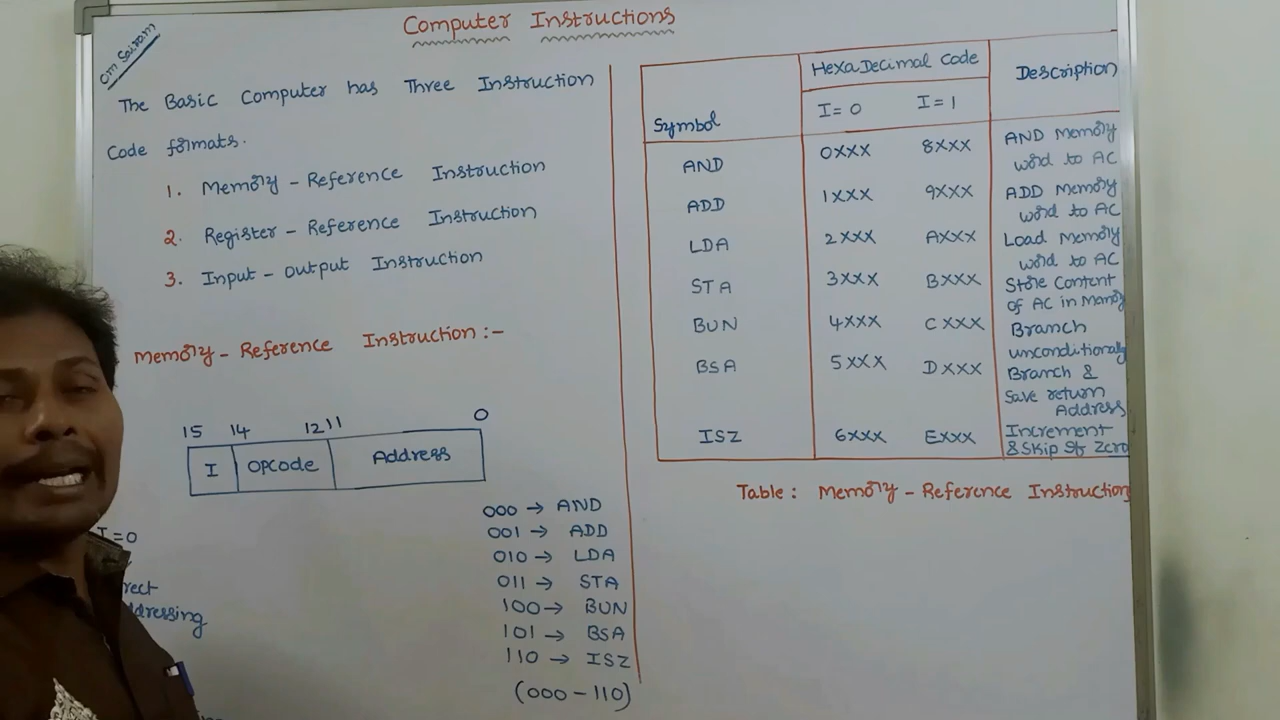 Om Sairam
Computer Instructions
The Basic Computer has Three Instruction
Code formats.
1. Memory - Reference Instruction
2. Register - Reference Instruction
3. Input - output Instruction
Memory - Reference Instruction :-
15 14 12 11 0
I Opcode Address
I=0
rect
ddressing
000 → AND
001 → ADD
010 → LDA
011 → STA
100 → BUN
101 → BSA
110 → ISZ
(000 - 110)
Symbol HexaDecimal Code Description
I=0 I=1
AND 0XXX 8XXX AND Memory
word to AC
ADD 1XXX 9XXX ADD Memory
word to AC
LDA 2XXX AXXX Load Memory
word to AC
STA 3XXX BXXX Store Content
of AC in Memory
BUN 4XXX CXXX Branch
unconditionally
BSA 5XXX DXXX Branch &
Save return
Address
ISZ 6XXX EXXX Increment
& Skip If Zero
Table : Memory - Reference Instruction